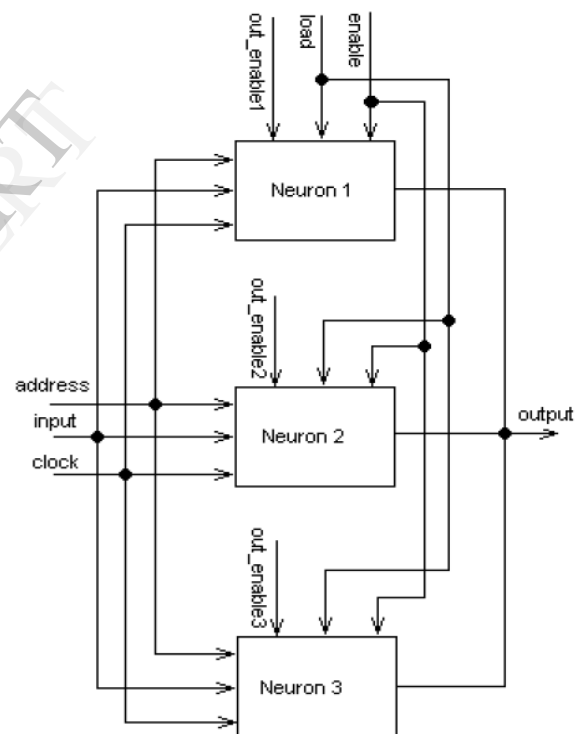 out_enable1
load
enable
Neuron 1
out_enable2
address
input
clock
Neuron 2
output
out_enable3
Neuron 3